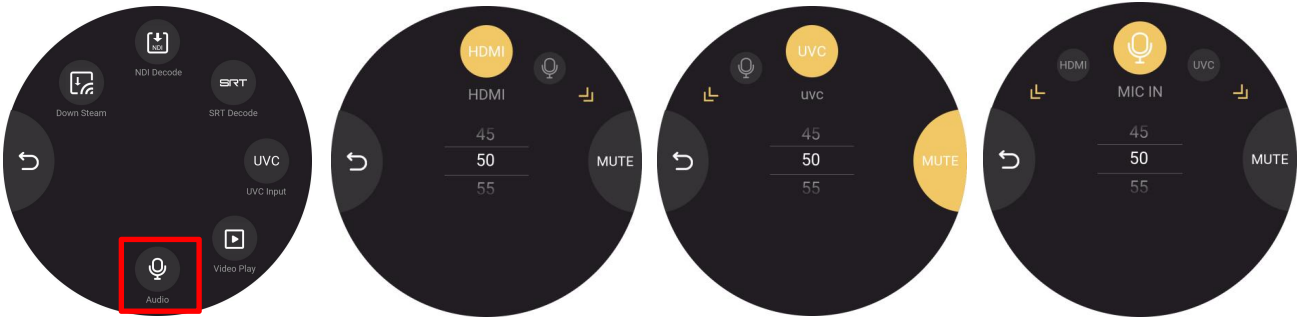 NDI
NDI Decode
Down Steam
SRT
SRT Decode
UVC
UVC Input
Video Play
Audio
HDMI
HDMI
45
50
55
MUTE
UVC
uvc
45
50
55
MUTE
HDMI
UVC
MIC IN
45
50
55
MUTE